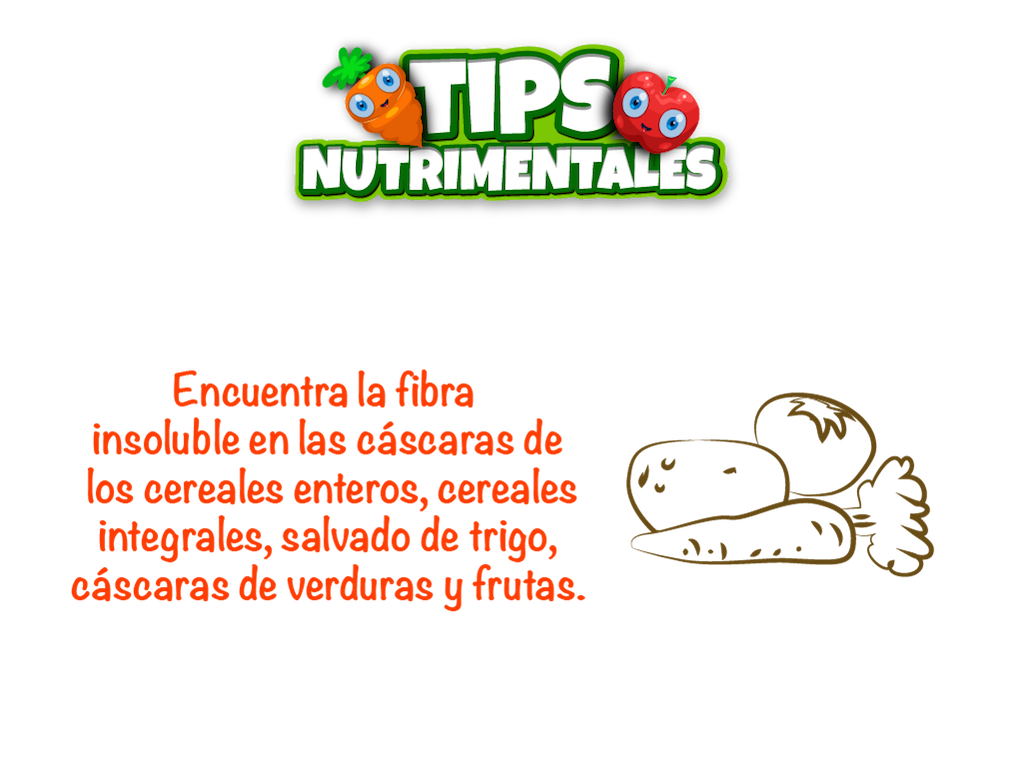 TIPS
NUTRIMENTALES
Encuentra la fibra
insoluble en las cáscaras de
los cereales enteros, cereales
integrales, salvado de trigo,
cáscaras de verduras y frutas.